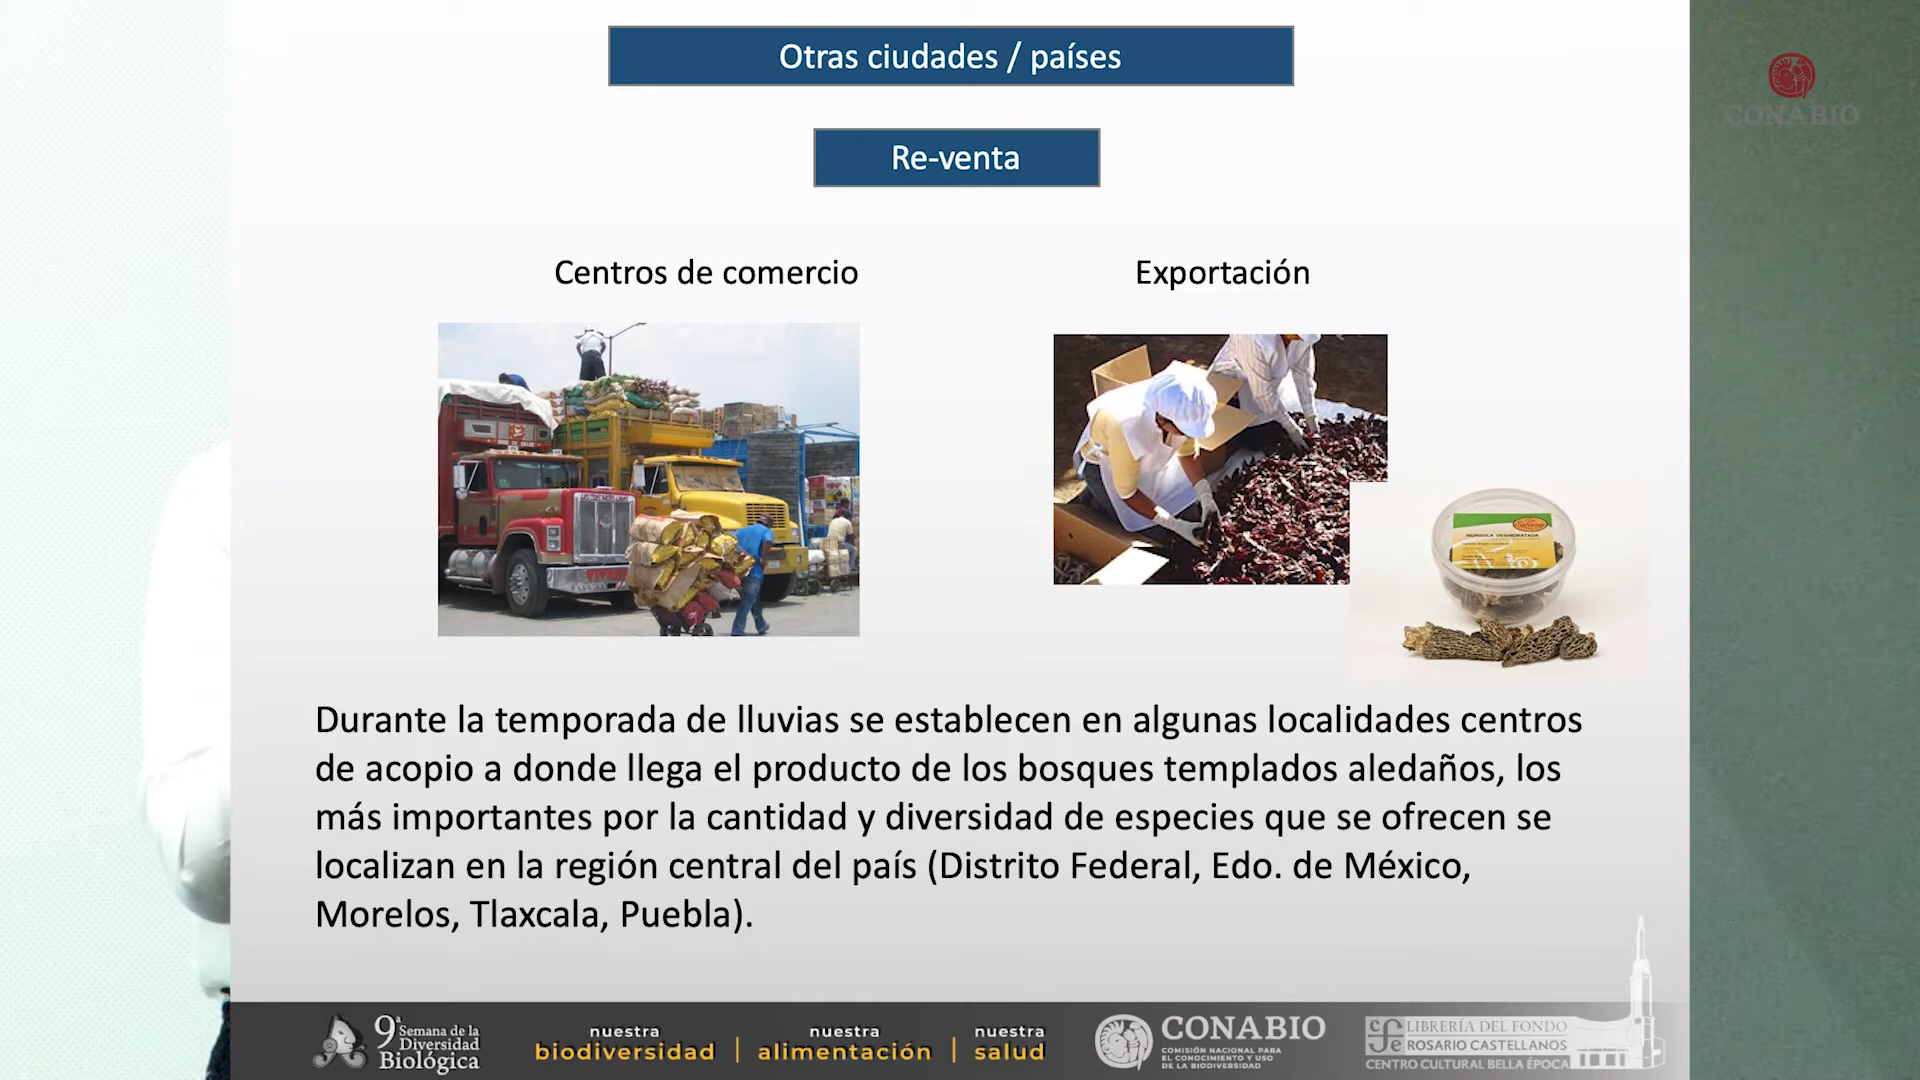 Otras ciudades / países
CONABIO
Re-venta
Centros de comercio
Exportación
MORGOLA DESHIDRATADA
Durante la temporada de lluvias se establecen en algunas localidades centros
de acopio a donde llega el producto de los bosques templados aledaños, los
más importantes por la cantidad y diversidad de especies que se ofrecen se
localizan en la región central del país (Distrito Federal, Edo. de México,
Morelos, Tlaxcala, Puebla).
9ª Semana de la
Diversidad
Biológica
nuestra
biodiversidad
nuestra
alimentación
nuestra
salud
CONABIO
COMISIÓN NACIONAL PARA
EL CONOCIMIENTO Y USO
DE LA BIODIVERSIDAD
LIBRERÍA DEL FONDO
ROSARIO CASTELLANOS
CENTRO CULTURAL BELLA ÉPOCA